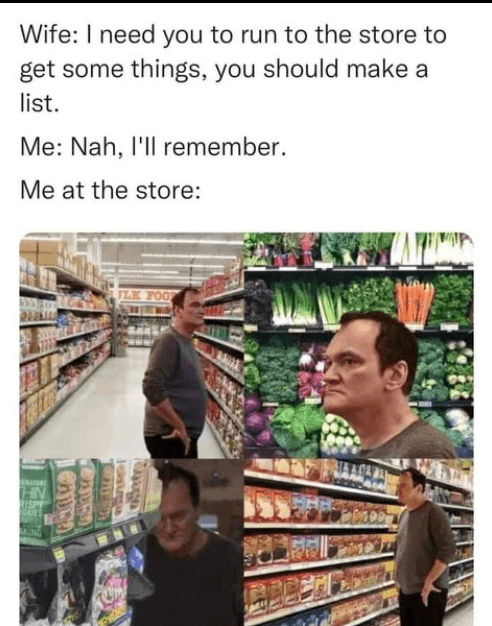 Wife: I need you to run to the store to
get some things, you should make a
list.
Me: Nah, I'll remember.
Me at the store: